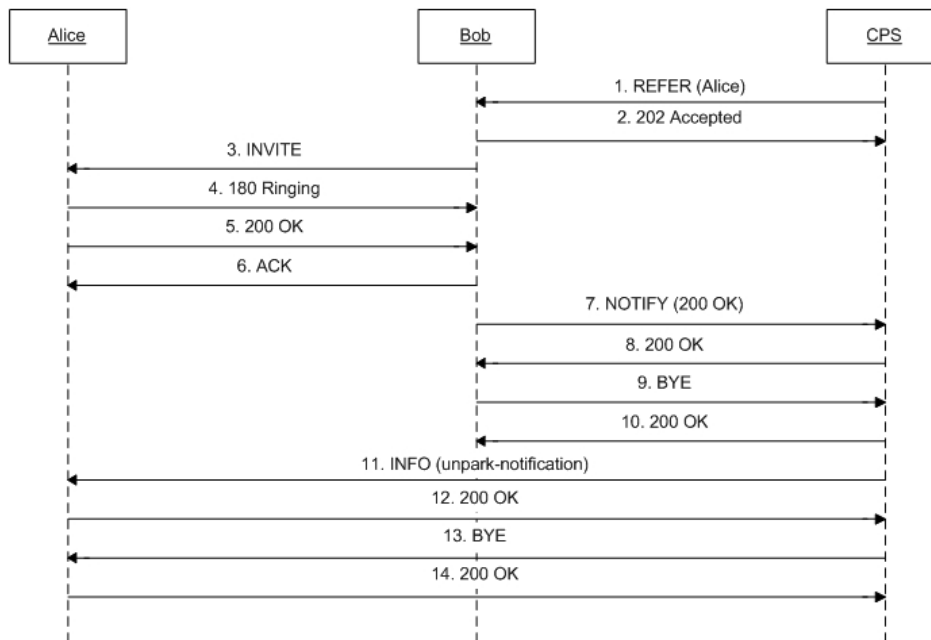 Alice
Bob
CPS
1. REFER (Alice)
2. 202 Accepted
3. INVITE
4. 180 Ringing
5. 200 OK
6. ACK
7. NOTIFY (200 OK)
8. 200 OK
9. BYE
10. 200 OK
11. INFO (unpark-notification)
12. 200 OK
13. BYE
14. 200 OK